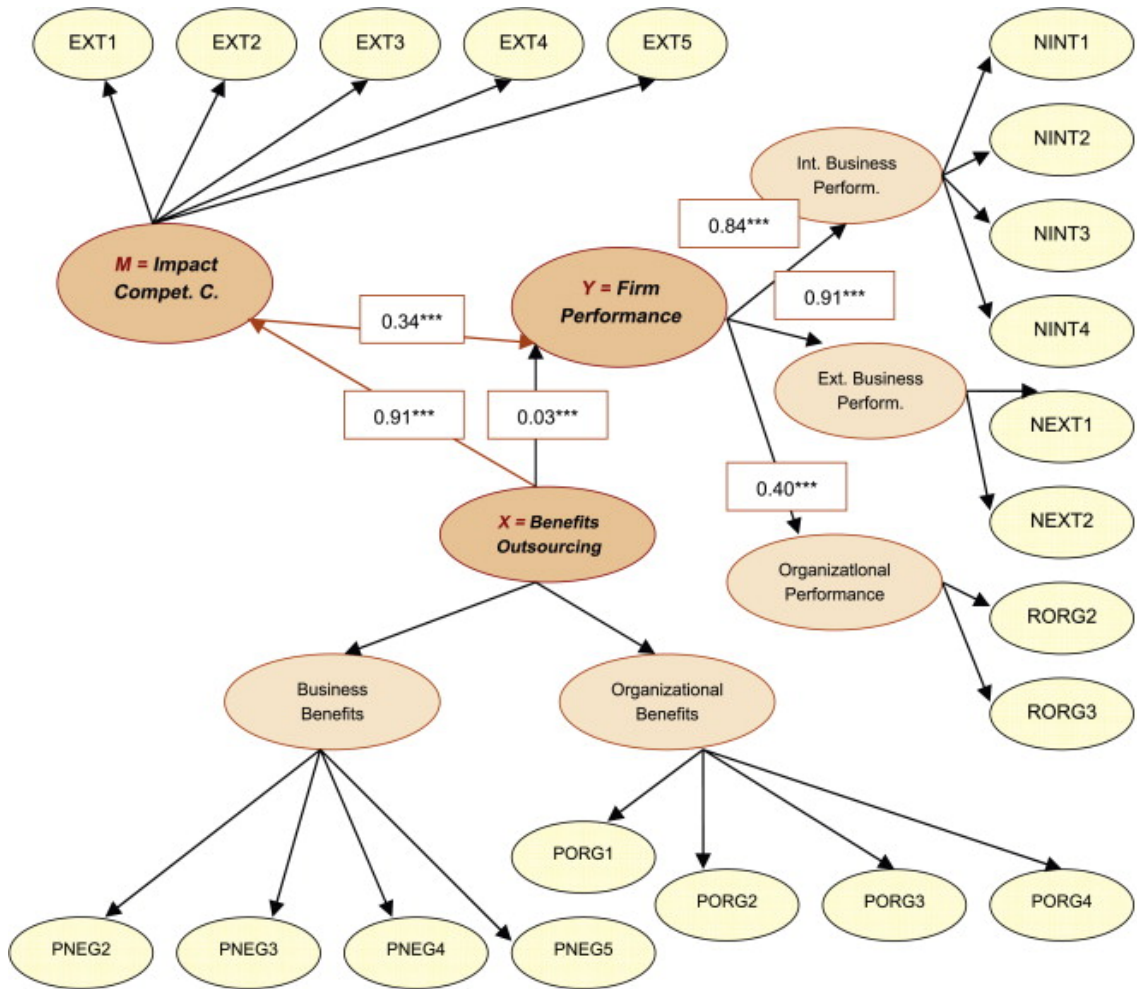 EXT1
EXT2
EXT3
EXT4
EXT5
NINT1
NINT2
NINT3
NINT4
Int. Business
Perform.
0.84***
M = Impact
Compet. C.
Y = Firm
Performance
0.91***
0.34***
Ext. Business
Perform.
NEXT1
0.91***
0.03***
0.40***
NEXT2
X = Benefits
Outsourcing
Organizational
Performance
RORG2
RORG3
Business
Benefits
Organizational
Benefits
PORG1
PORG2
PORG3
PORG4
PNEG2
PNEG3
PNEG4
PNEG5